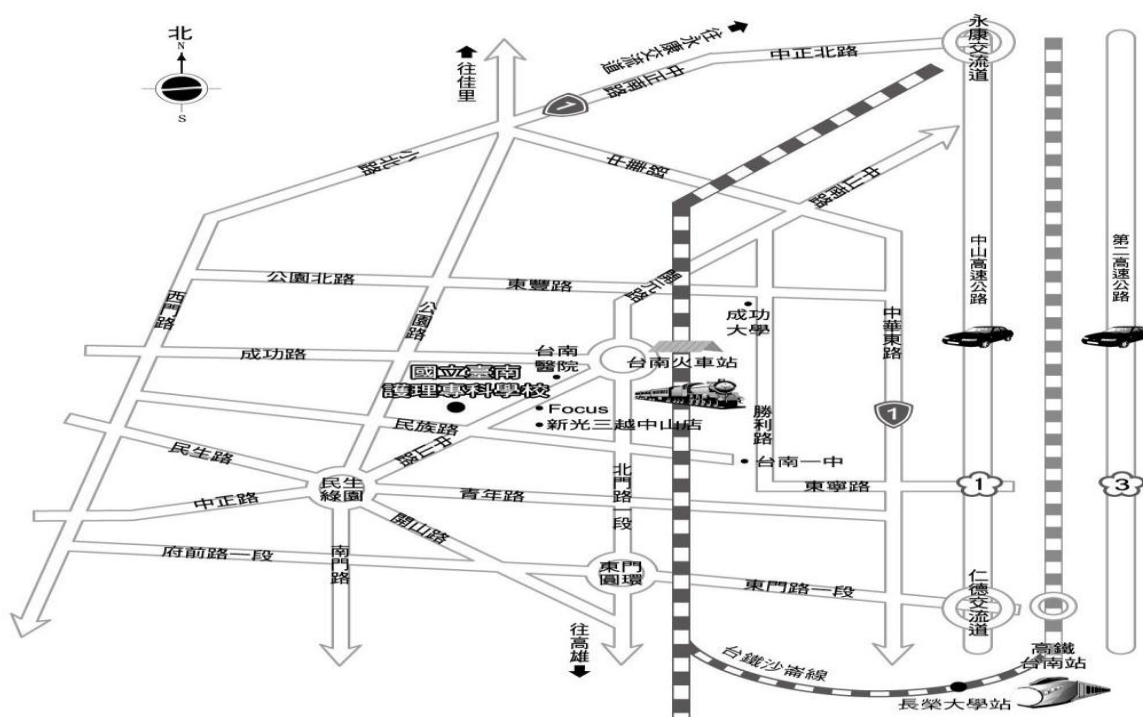 北
N
S
往佳里
往永康交流道
中正南路
中正北路
永康交流道
1
小北路
中華路
中山南路
公園北路
東豐路
開元路
西門路
公園路
成功大學
中華東路
中山高速公路
第二高速公路
成功路
台南
醫院
台南火車站
國立臺南
護理專科學校
Focus
新光三越中山店
民族路
中山路
勝利路
1
台南一中
民生路
民生
綠園
北門路一段
中正路
青年路
東寧路
1
3
開山路
府前路一段
南門路
東門
圓環
東門路一段
仁德交流道
往高雄
台鐵沙崙線
高鐵
台南站
長榮大學站